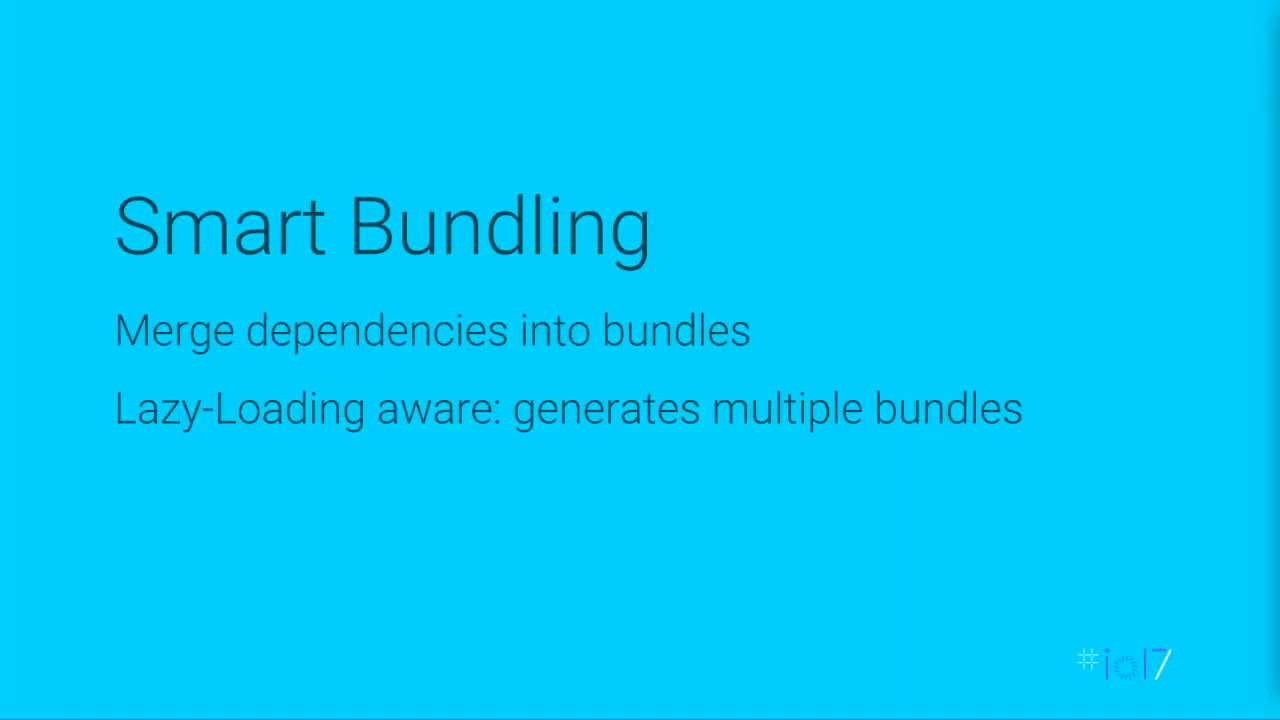 Smart Bundling
Merge dependencies into bundles
Lazy-Loading aware: generates multiple bundles
#io17